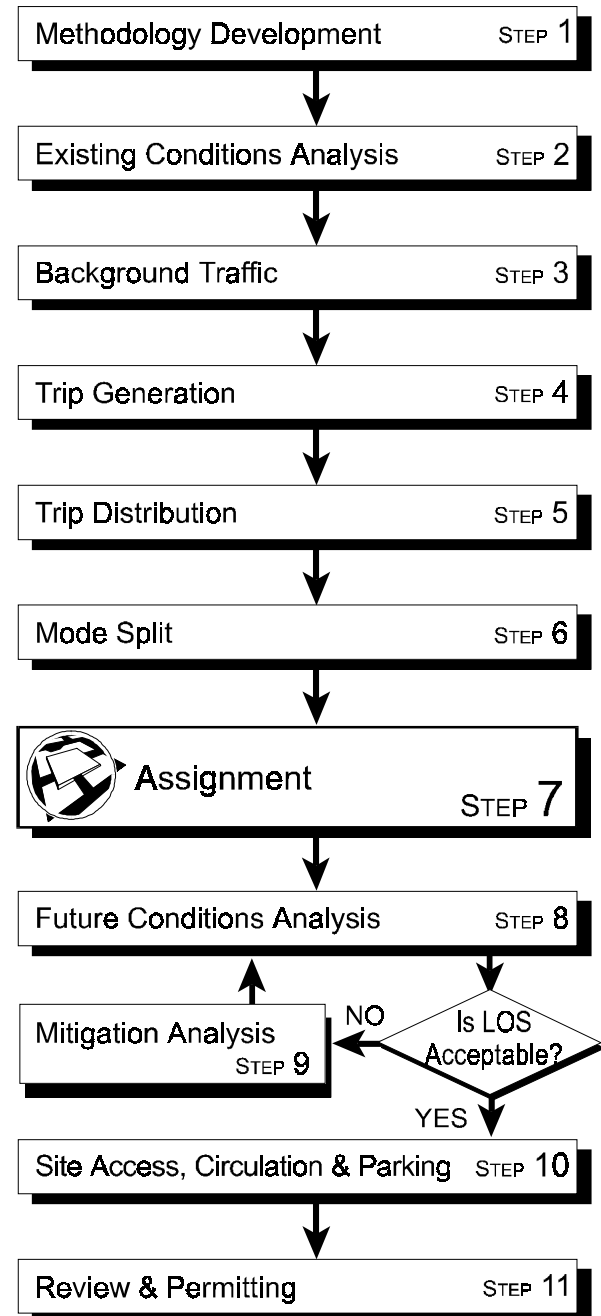 Methodology Development STEP 1
Existing Conditions Analysis STEP 2
Background Traffic STEP 3
Trip Generation STEP 4
Trip Distribution STEP 5
Mode Split STEP 6
Assignment STEP 7
Future Conditions Analysis STEP 8
Is LOS
Acceptable?
NO
Mitigation Analysis
STEP 9
YES
Site Access, Circulation & Parking STEP 10
Review & Permitting STEP 11